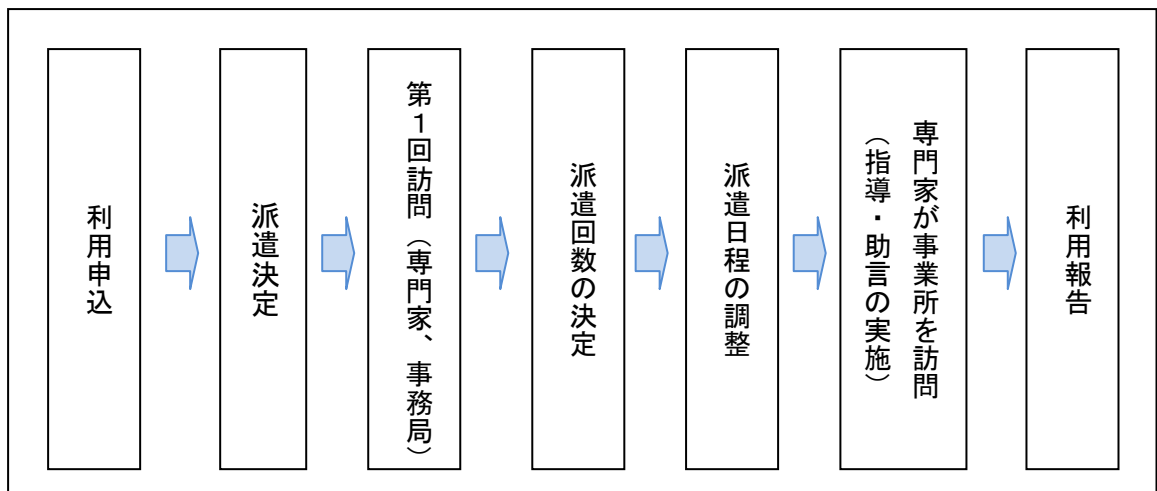 利用申込
派遣決定
第１回訪問（専門家、事務局）
派遣回数の決定
派遣日程の調整
専門家が事業所を訪問
（指導・助言の実施）
利用報告